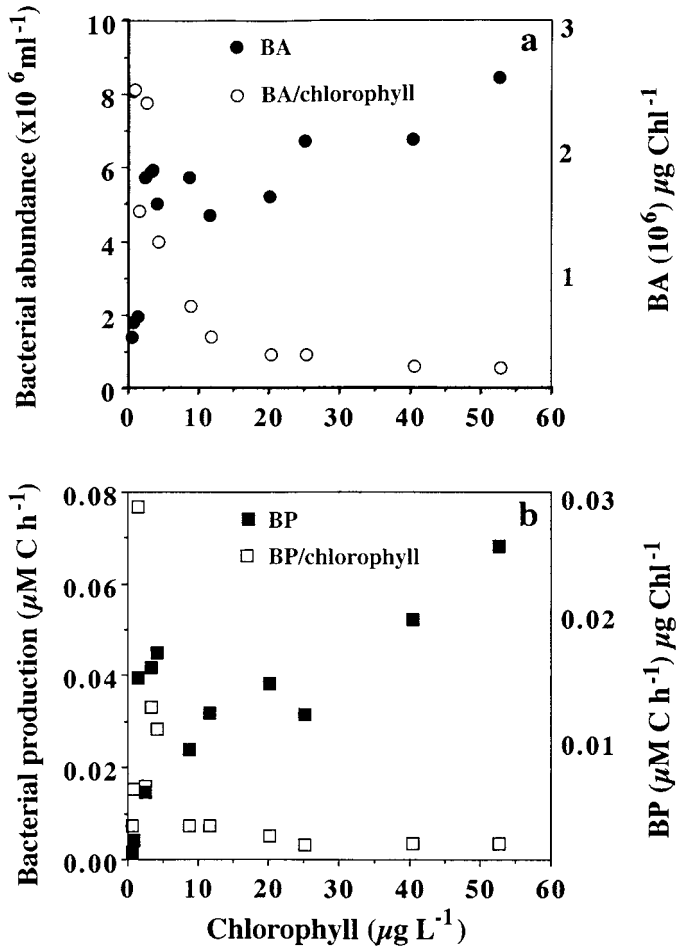 a
BA
BA/chlorophyll
Bacterial abundance (x10 6 ml-1)
BA (10⁶) µg Chl⁻¹
10
8
6
4
2
0
3
2
1
0 10 20 30 40 50 60
b
BP
BP/chlorophyll
Bacterial production (µM C h⁻¹)
BP (µM C h⁻¹) µg Chl⁻¹
0.08
0.06
0.04
0.02
0.00
0.03
0.02
0.01
0 10 20 30 40 50 60
Chlorophyll (µg L⁻¹)